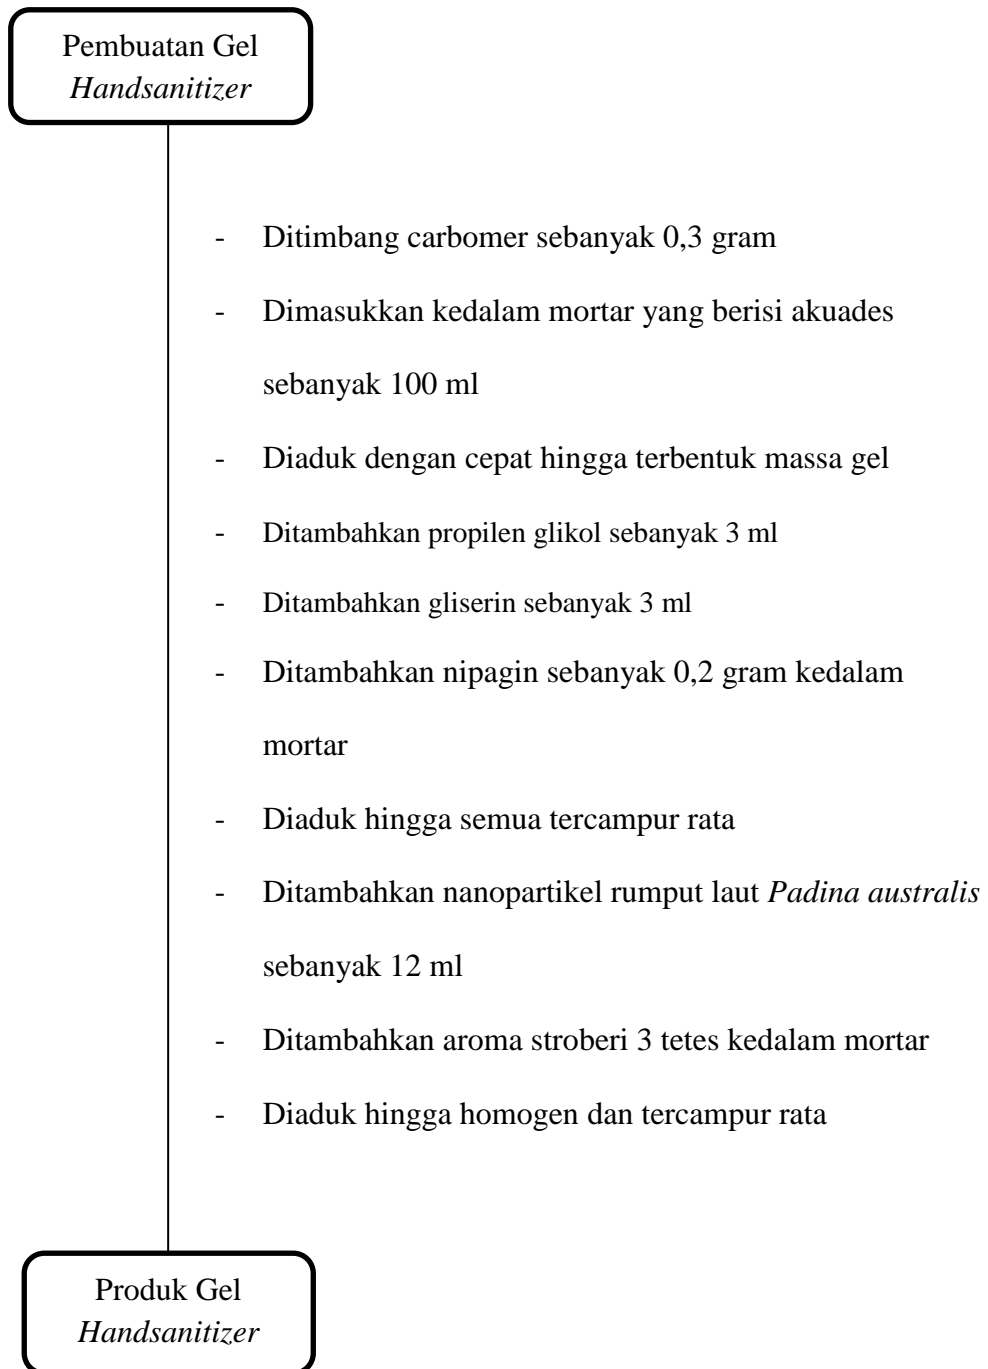 Pembuatan Gel
Handsanitizer
- Ditimbang carbomer sebanyak 0,3 gram
- Dimasukkan kedalam mortar yang berisi akuades
sebanyak 100 ml
- Diaduk dengan cepat hingga terbentuk massa gel
- Ditambahkan propilen glikol sebanyak 3 ml
- Ditambahkan gliserin sebanyak 3 ml
- Ditambahkan nipagin sebanyak 0,2 gram kedalam
mortar
- Diaduk hingga semua tercampur rata
- Ditambahkan nanopartikel rumput laut Padina australis
sebanyak 12 ml
- Ditambahkan aroma stroberi 3 tetes kedalam mortar
- Diaduk hingga homogen dan tercampur rata
Produk Gel
Handsanitizer